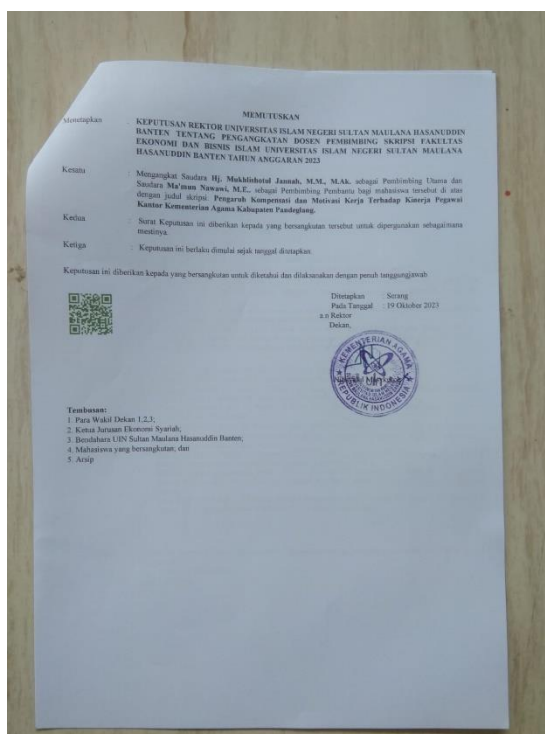 MEMUTUSKAN
Menetapkan : KEPUTUSAN REKTOR UNIVERSITAS ISLAM NEGERI SULTAN MAULANA HASANUDDIN
BANTEN TENTANG PENGANGKATAN DOSEN PEMBIMBING SKRIPSI FAKULTAS
EKONOMI DAN BISNIS ISLAM UNIVERSITAS ISLAM NEGERI SULTAN MAULANA
HASANUDDIN BANTEN TAHUN ANGGARAN 2023
Kesatu : Mengangkat Saudara Hj. Mukhlishotul Jannah, M.M., M.Ak. sebagai Pembimbing Utama dan
Saudara Ma'mun Nawawi, M.E., sebagai Pembimbing Pembantu bagi mahasiswa tersebut di atas
dengan judul skripsi. Pengaruh Kompensasi dan Motivasi Kerja Terhadap Kinerja Pegawai
Kantor Kementerian Agama Kabupaten Pandeglang.
Kedua : Surat Keputusan ini diberikan kepada yang bersangkutan tersebut untuk dipergunakan sebagaimana
mestinya.
Ketiga : Keputusan ini berlaku dimulai sejak tanggal ditetapkan.
Keputusan ini diberikan kepada yang bersangkutan untuk diketahui dan dilaksanakan dengan penuh tanggungjawab
Ditetapkan : Serang
Pada Tanggal : 19 Oktober 2023
a.n Rektor
Dekan,
KEMENTERIAN AGAMA
UIN
REPUBLIK INDONESIA
Tembusan:
1. Para Wakil Dekan 1,2,3;
2. Ketua Jurusan Ekonomi Syariah;
3. Bendahara UIN Sultan Maulana Hasanuddin Banten;
4. Mahasiswa yang bersangkutan; dan
5. Arsip